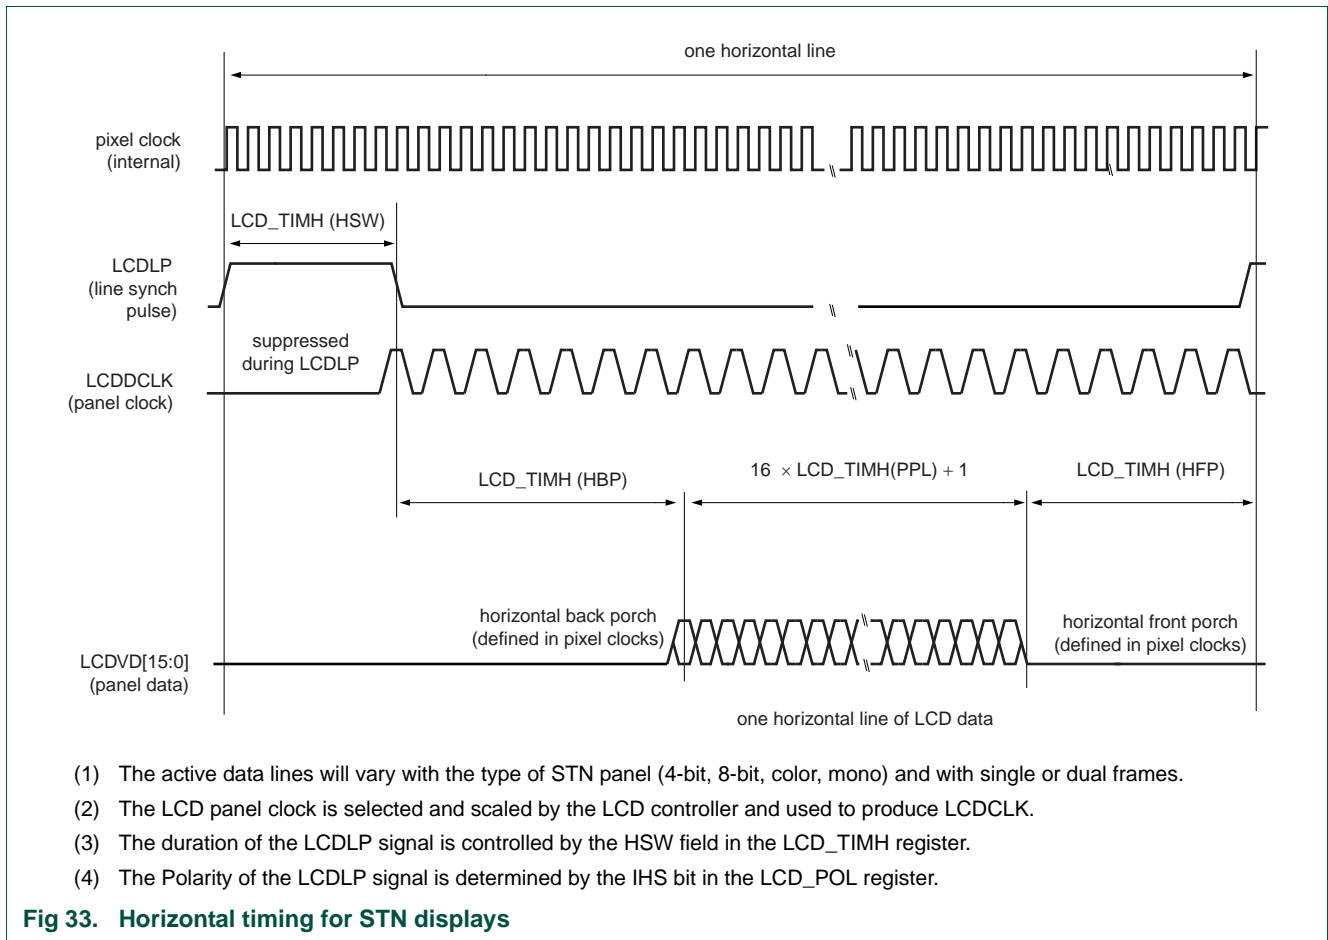 one horizontal line
pixel clock
(internal)
LCD_TIMH (HSW)
LCDLP
(line synch
pulse)
suppressed
during LCDLP
LCDDCLK
(panel clock)
LCD_TIMH (HBP)
16 × LCD_TIMH(PPL) + 1
LCD_TIMH (HFP)
horizontal back porch
(defined in pixel clocks)
horizontal front porch
(defined in pixel clocks)
LCDVD[15:0]
(panel data)
one horizontal line of LCD data
(1) The active data lines will vary with the type of STN panel (4-bit, 8-bit, color, mono) and with single or dual frames.
(2) The LCD panel clock is selected and scaled by the LCD controller and used to produce LCDCLK.
(3) The duration of the LCDLP signal is controlled by the HSW field in the LCD_TIMH register.
(4) The Polarity of the LCDLP signal is determined by the IHS bit in the LCD_POL register.
Fig 33. Horizontal timing for STN displays